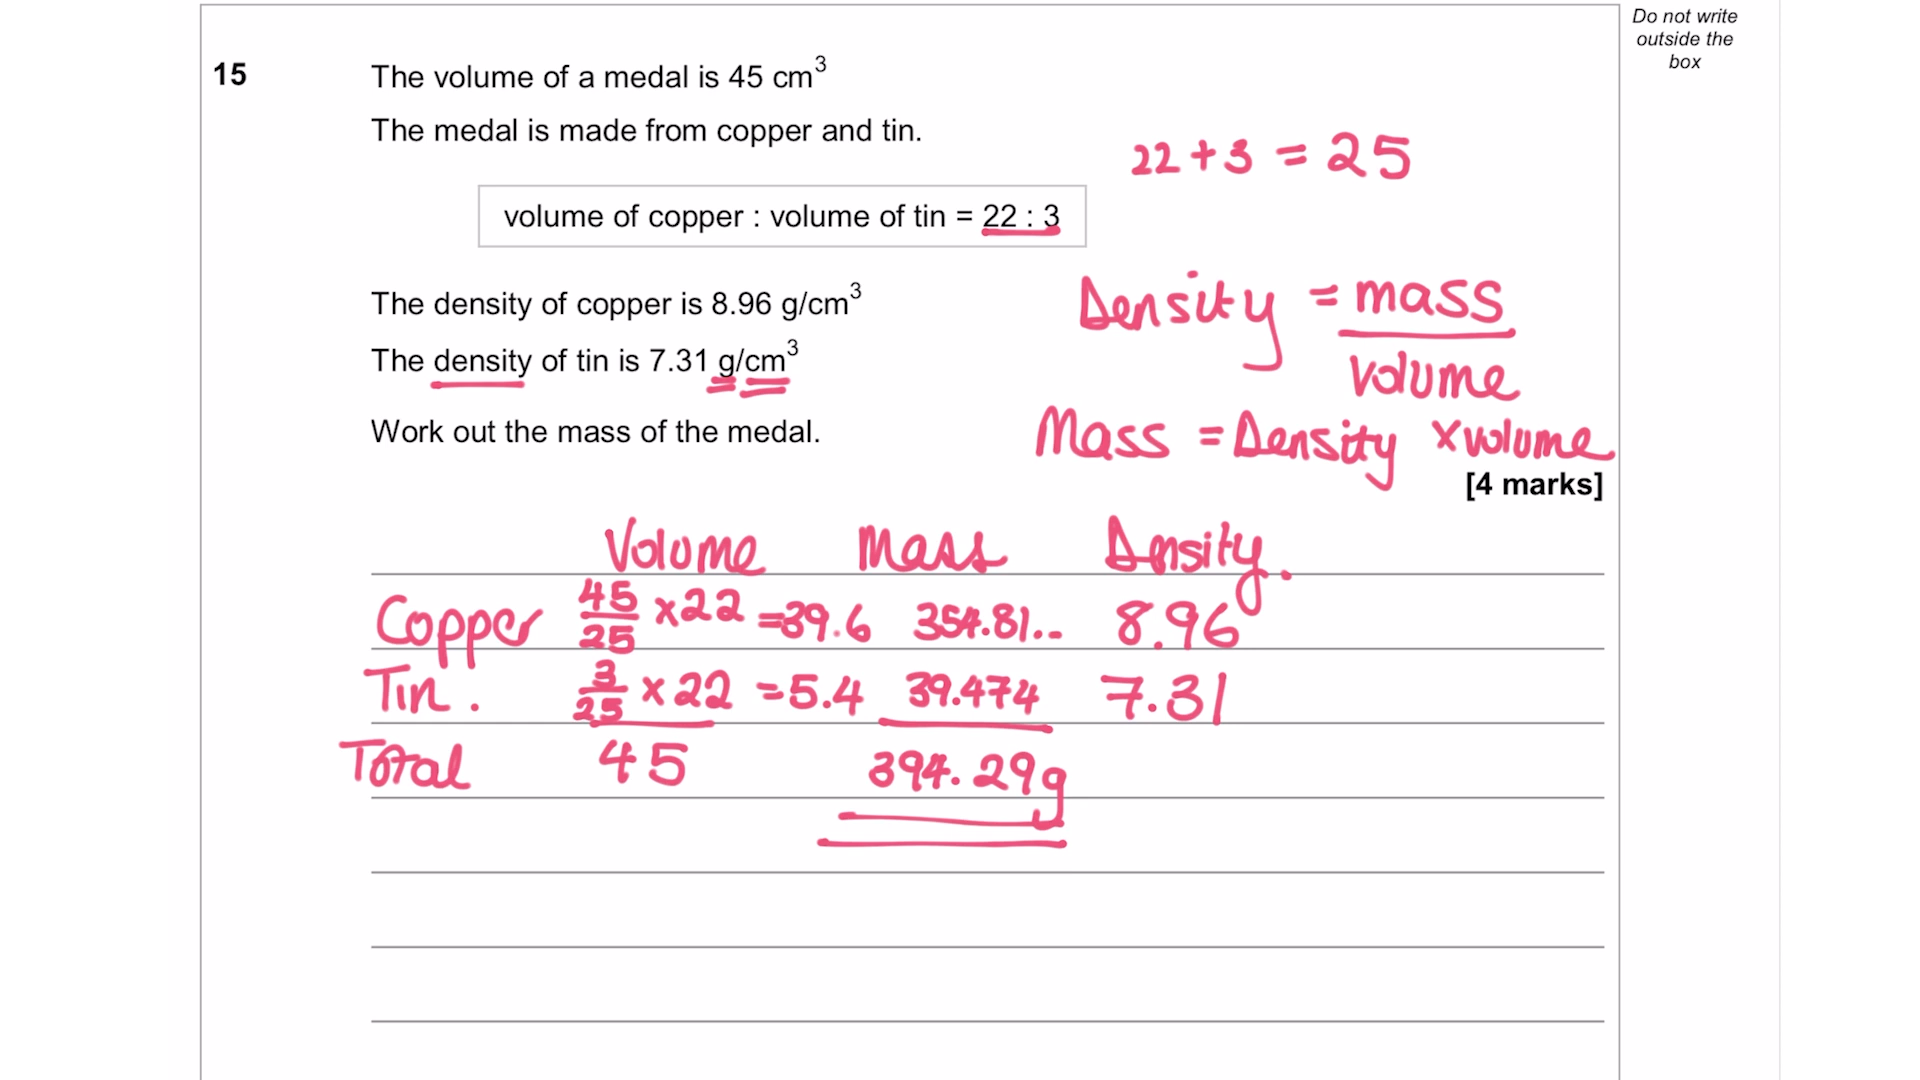 Do not write
outside the
box
15 The volume of a medal is 45 cm³
The medal is made from copper and tin.
22 + 3 = 25
volume of copper : volume of tin = 22 : 3
The density of copper is 8.96 g/cm³
The density of tin is 7.31 g/cm³
Density = mass / volume
Work out the mass of the medal.
Mass = Density × volume
[4 marks]
Volume Mass Density.
Copper 45/25 × 22 = 39.6 354.81.. 8.96
Tin. 3/25 × 22 = 5.4 39.474 7.31
Total 45 394.29g